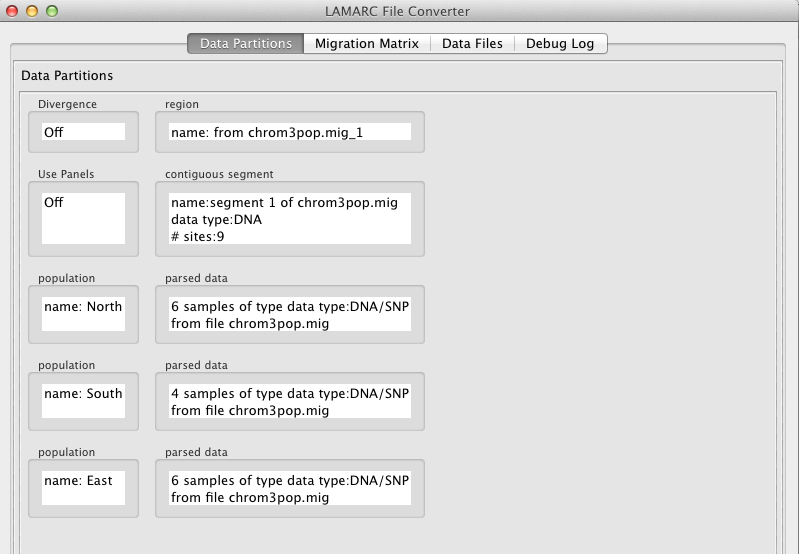 LAMARC File Converter
Data Partitions
Migration Matrix
Data Files
Debug Log
Data Partitions
Divergence
region
Off
name: from chrom3pop.mig_1
Use Panels
contiguous segment
Off
name:segment 1 of chrom3pop.mig
data type:DNA
# sites:9
population
parsed data
name: North
6 samples of type data type:DNA/SNP
from file chrom3pop.mig
population
parsed data
name: South
4 samples of type data type:DNA/SNP
from file chrom3pop.mig
population
parsed data
name: East
6 samples of type data type:DNA/SNP
from file chrom3pop.mig